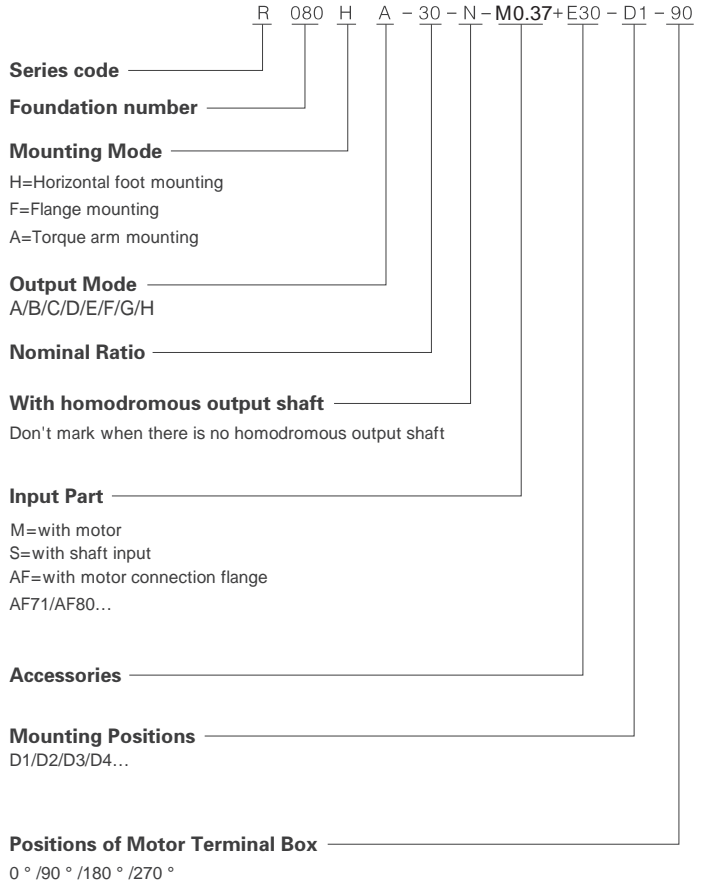 R 080 H A – 30 – N – M0.37+E30 – D1 – 90
Series code
Foundation number
Mounting Mode
H=Horizontal foot mounting
F=Flange mounting
A=Torque arm mounting
Output Mode
A/B/C/D/E/F/G/H
Nominal Ratio
With homodromous output shaft
Don't mark when there is no homodromous output shaft
Input Part
M=with motor
S=with shaft input
AF=with motor connection flange
AF71/AF80...
Accessories
Mounting Positions
D1/D2/D3/D4...
Positions of Motor Terminal Box
0 ° /90 ° /180 ° /270 °